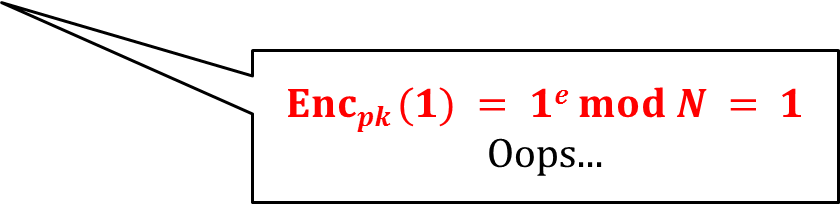 Enc_pk(1) = 1^e mod N = 1
Oops...